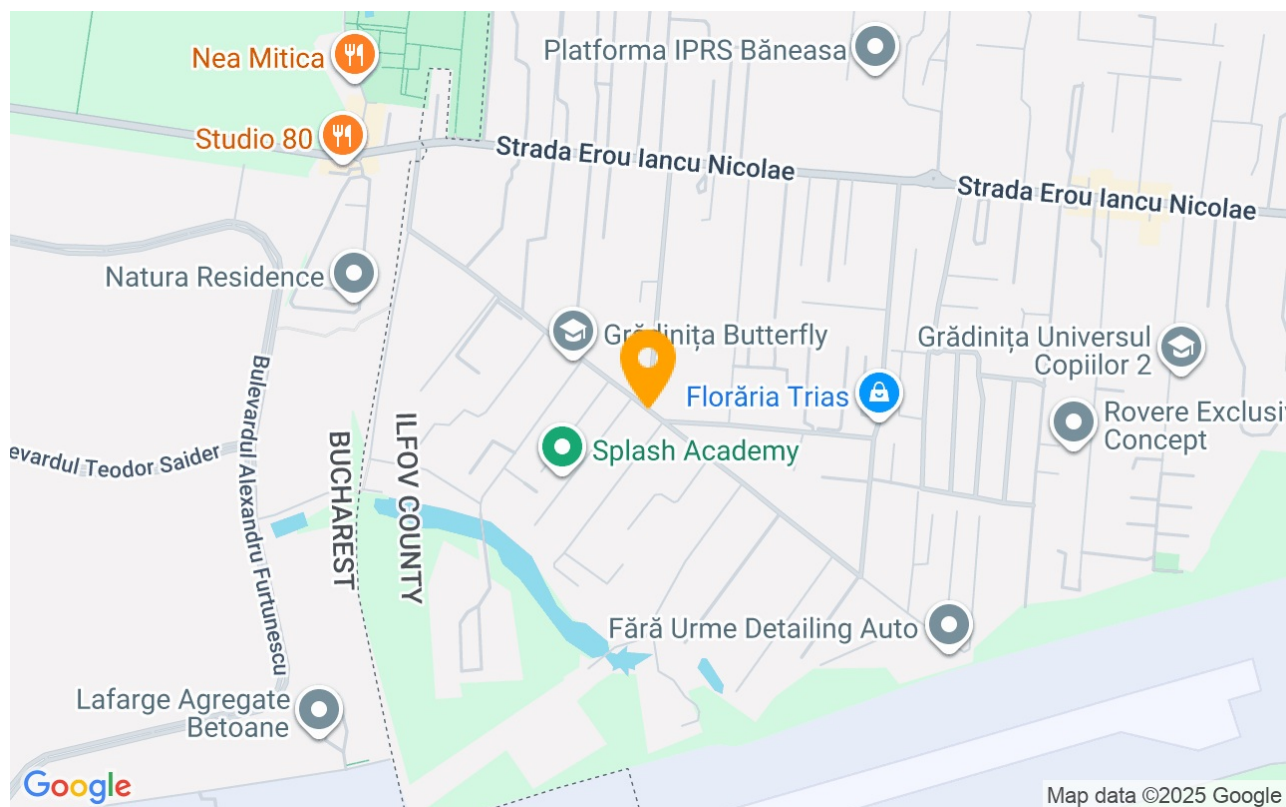 Nea Mitica
Platforma IPRS Băneasa
Studio 80
Strada Erou Iancu Nicolae
Strada Erou Iancu Nicolae
Natura Residence
Grădinița Butterfly
Grădinița Universul
Copiilor 2
Florăria Trias
Rovere Exclusi
Concept
Splash Academy
evardul Teodor Saider
Bulevardul Alexandru Furtunescu
BUCHAREST
ILFOV COUNTY
Fără Urme Detailing Auto
Lafarge Agregate
Betoane
Google
Map data ©2025 Google